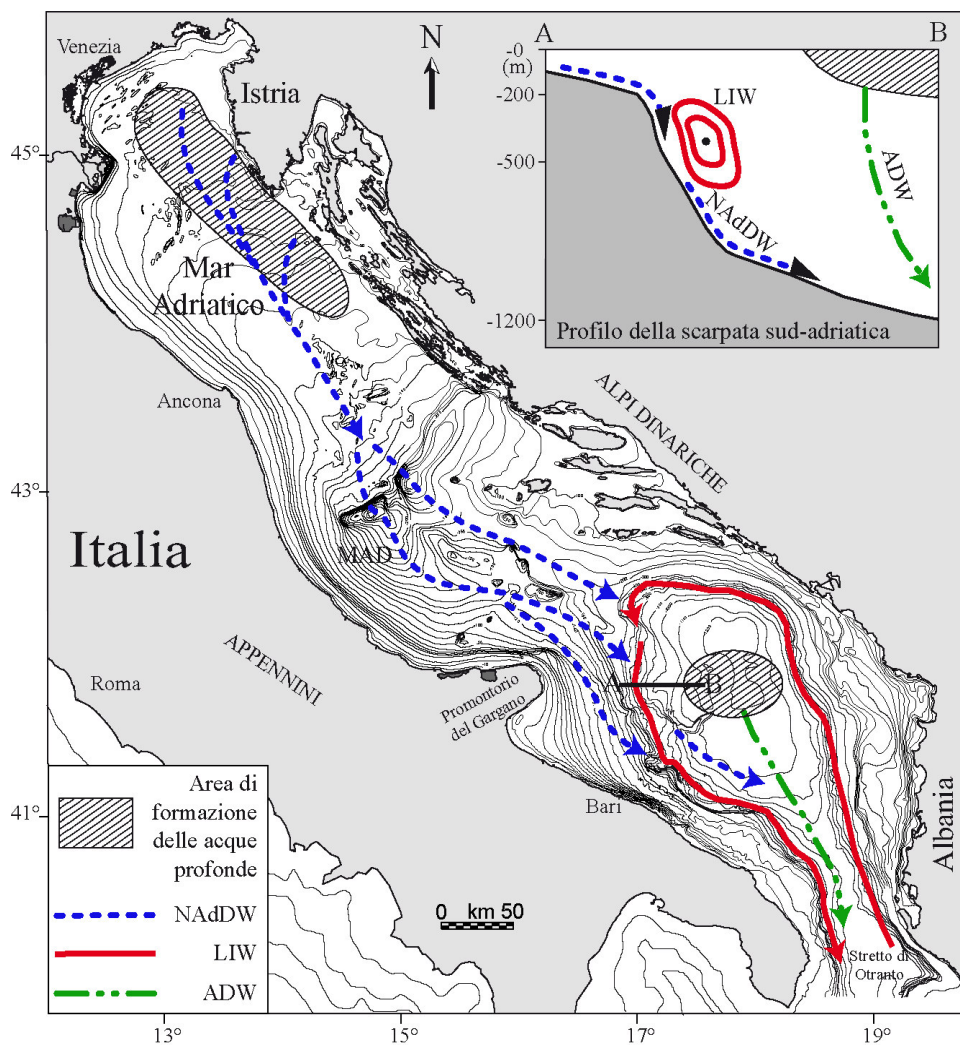 Venezia
Istria
N
45°
Mar
Adriatico
Ancona
43°
MAD
Italia
ALPI DINARICHE
APPENNINI
Roma
Promontorio
del Gargano
A
B
Bari
41°
Albania
Stretto di
Otranto
0 km 50
13°
15°
17°
19°
A
B
-0
(m)
-200
-500
-1200
LIW
NAdDW
ADW
Profilo della scarpata sud-adriatica
Area di
formazione
delle acque
profonde
NAdDW
LIW
ADW